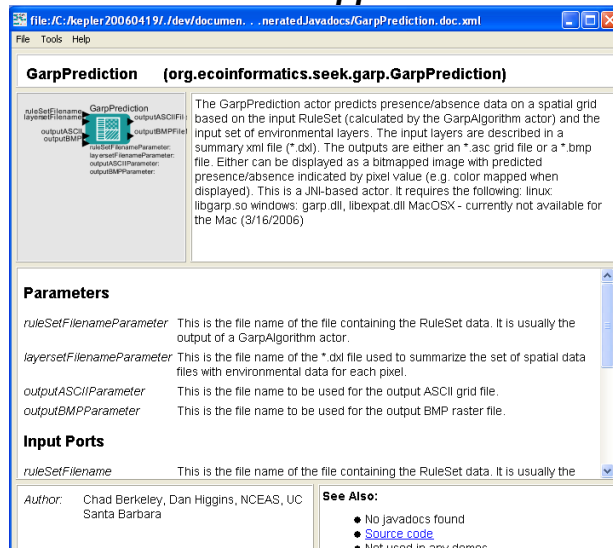 file:/C:/kepler20060419/./dev/documen. . .neratedJavadocs/GarpPrediction.doc.xml
File Tools Help
GarpPrediction (org.ecoinformatics.seek.garp.GarpPrediction)
ruleSetFilename
layersetFilename
outputASCII
outputBMP
GarpPrediction
outputASCIIFil
outputBMPFile
ruleSetFilenameParameter:
layersetFilenameParameter:
outputASCIIParameter:
outputBMPParameter:
The GarpPrediction actor predicts presence/absence data on a spatial grid
based on the input RuleSet (calculated by the GarpAlgorithm actor) and the
input set of environmental layers. The input layers are described in a
summary xml file (*.dxl). The outputs are either an *.asc grid file or a *.bmp
file. Either can be displayed as a bitmapped image with predicted
presence/absence indicated by pixel value (e.g. color mapped when
displayed). This is a JNI-based actor. It requires the following: linux:
libgarp.so windows: garp.dll, libexpat.dll MacOSX - currently not available for
the Mac (3/16/2006)
Parameters
ruleSetFilenameParameter This is the file name of the file containing the RuleSet data. It is usually the
output of a GarpAlgorithm actor.
layersetFilenameParameter This is the file name of the *.dxl file used to summarize the set of spatial data
files with environmental data for each pixel.
outputASCIIParameter This is the file name to be used for the output ASCII grid file.
outputBMPParameter This is the file name to be used for the output BMP raster file.
Input Ports
ruleSetFilename This is the file name of the file containing the RuleSet data. It is usually the
Author: Chad Berkeley, Dan Higgins, NCEAS, UC
Santa Barbara
See Also:
No javadocs found
Source code
Not used in any demos